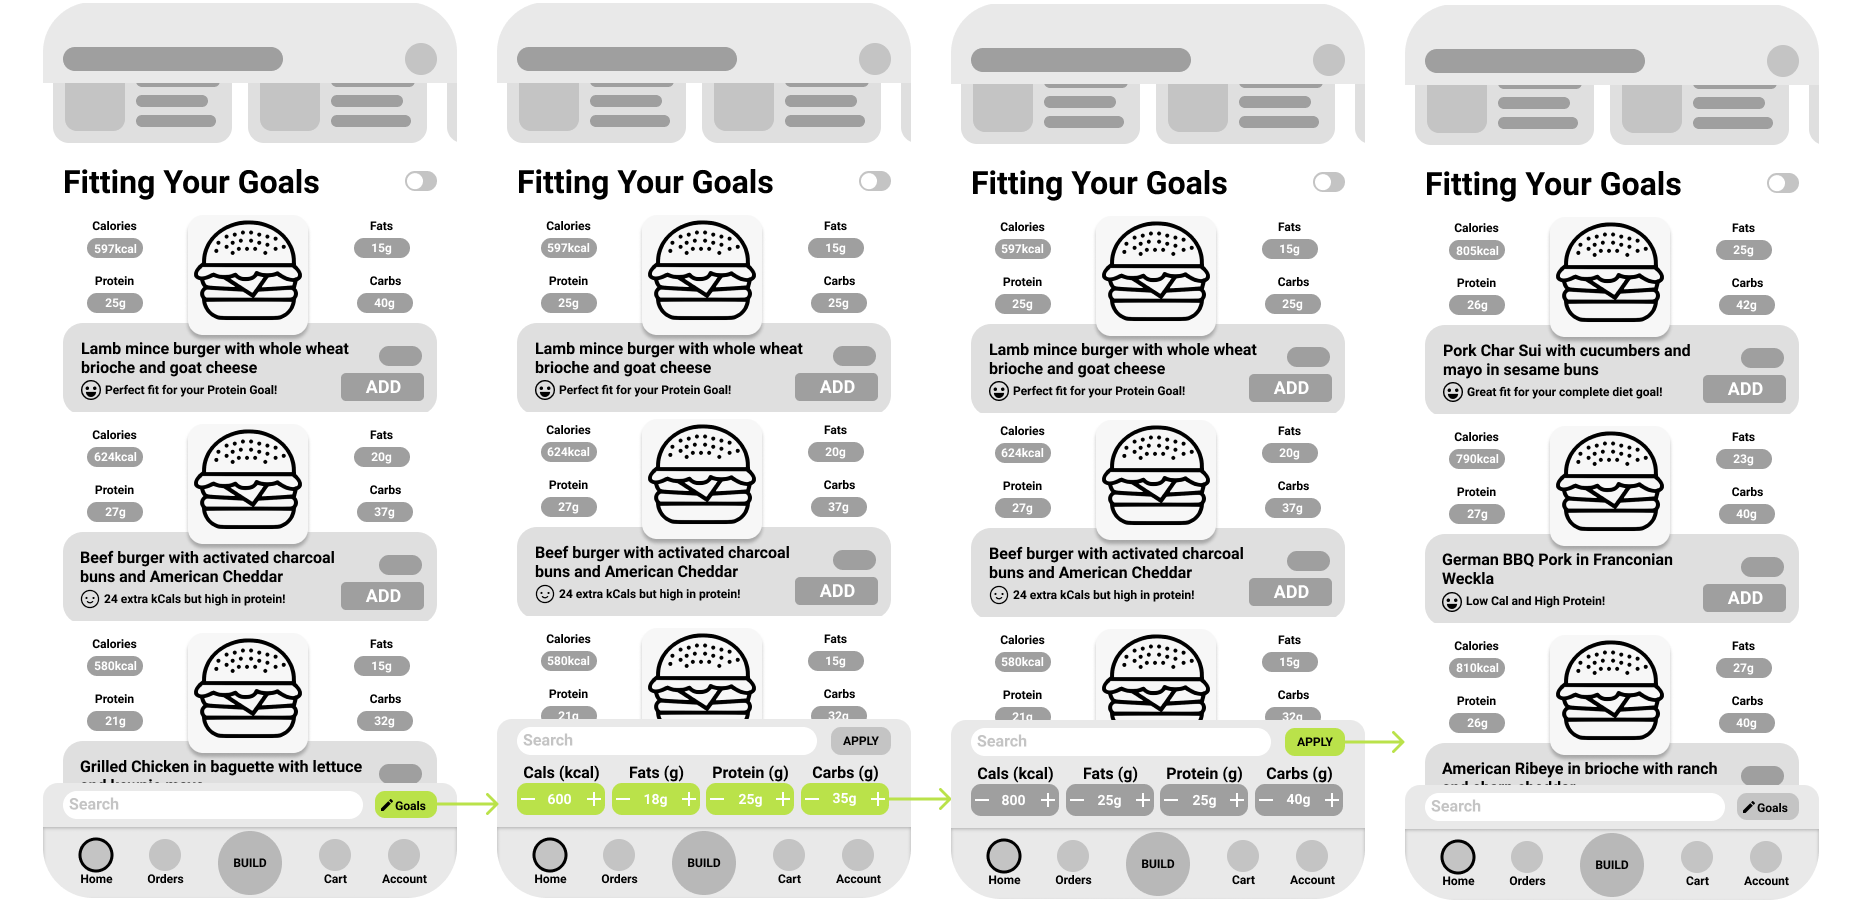 Fitting Your Goals
Calories
Fats
597kcal
15g
Protein
Carbs
25g
40g
Lamb mince burger with whole wheat
brioche and goat cheese
Perfect fit for your Protein Goal!
ADD
Calories
Fats
624kcal
20g
Protein
Carbs
27g
37g
Beef burger with activated charcoal
buns and American Cheddar
24 extra kCals but high in protein!
ADD
Calories
Fats
580kcal
15g
Protein
Carbs
21g
32g
Grilled Chicken in baguette with lettuce
Search
Goals
BUILD
Home
Orders
Cart
Account
Fitting Your Goals
Calories
Fats
597kcal
15g
Protein
Carbs
25g
25g
Lamb mince burger with whole wheat
brioche and goat cheese
Perfect fit for your Protein Goal!
ADD
Calories
Fats
624kcal
20g
Protein
Carbs
27g
37g
Beef burger with activated charcoal
buns and American Cheddar
24 extra kCals but high in protein!
ADD
Calories
Fats
580kcal
15g
Protein
Carbs
21g
32g
Search
APPLY
Cals (kcal)
Fats (g)
Protein (g)
Carbs (g)
600
18g
25g
35g
BUILD
Home
Orders
Cart
Account
Fitting Your Goals
Calories
Fats
597kcal
15g
Protein
Carbs
25g
25g
Lamb mince burger with whole wheat
brioche and goat cheese
Perfect fit for your Protein Goal!
ADD
Calories
Fats
624kcal
20g
Protein
Carbs
27g
37g
Beef burger with activated charcoal
buns and American Cheddar
24 extra kCals but high in protein!
ADD
Calories
Fats
580kcal
15g
Protein
Carbs
21g
32g
Search
APPLY
Cals (kcal)
Fats (g)
Protein (g)
Carbs (g)
800
25g
25g
40g
BUILD
Home
Orders
Cart
Account
Fitting Your Goals
Calories
Fats
805kcal
25g
Protein
Carbs
26g
42g
Pork Char Sui with cucumbers and
mayo in sesame buns
Great fit for your complete diet goal!
ADD
Calories
Fats
790kcal
23g
Protein
Carbs
27g
40g
German BBQ Pork in Franconian
Weckla
Low Cal and High Protein!
ADD
Calories
Fats
810kcal
27g
Protein
Carbs
26g
40g
American Ribeye in brioche with ranch
Search
Goals
BUILD
Home
Orders
Cart
Account